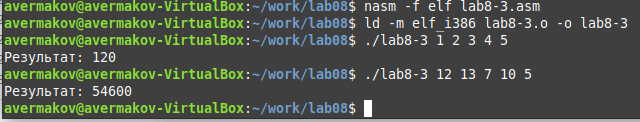 avermakov@avermakov-VirtualBox:~/work/lab08$ nasm -f elf lab8-3.asm
avermakov@avermakov-VirtualBox:~/work/lab08$ ld -m elf_i386 lab8-3.o -o lab8-3
avermakov@avermakov-VirtualBox:~/work/lab08$ ./lab8-3 1 2 3 4 5
Результат: 120
avermakov@avermakov-VirtualBox:~/work/lab08$ ./lab8-3 12 13 7 10 5
Результат: 54600
avermakov@avermakov-VirtualBox:~/work/lab08$